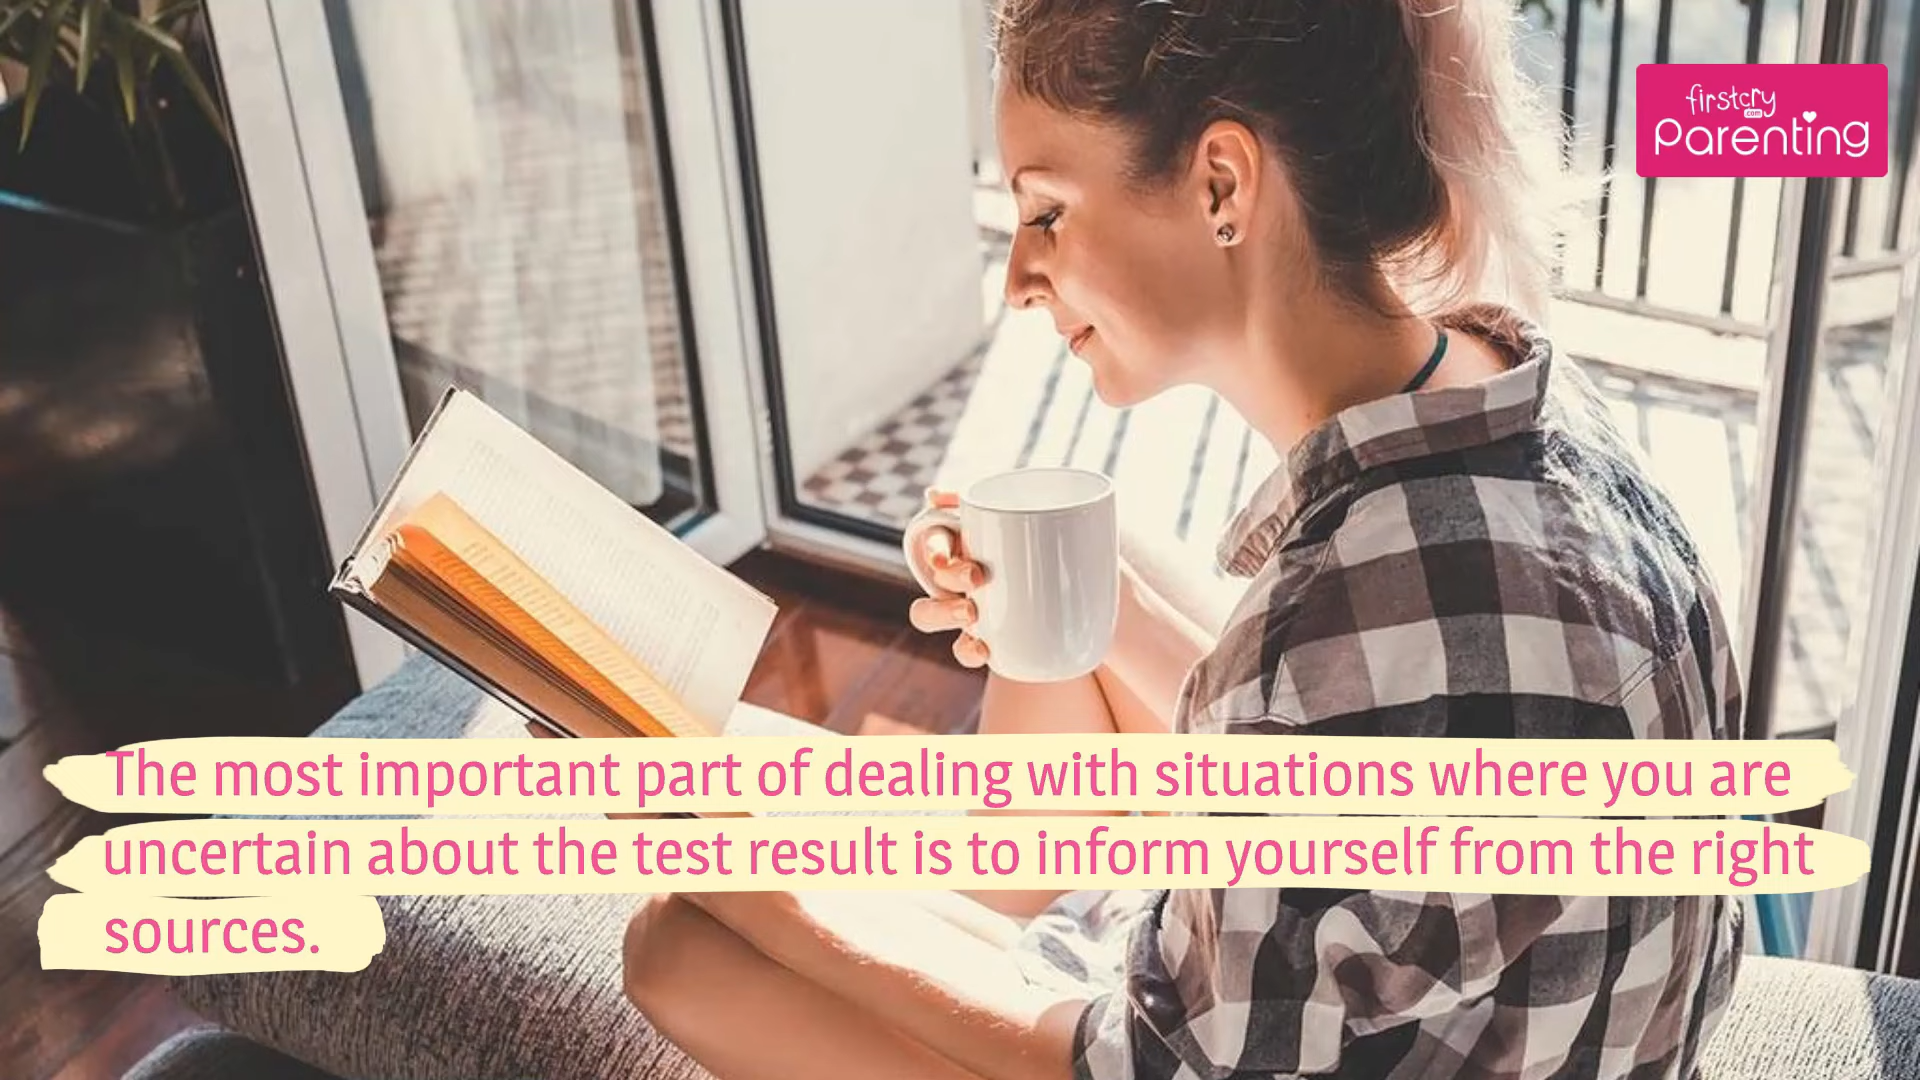 firstcry
.com
Parenting
The most important part of dealing with situations where you are
uncertain about the test result is to inform yourself from the right
sources.